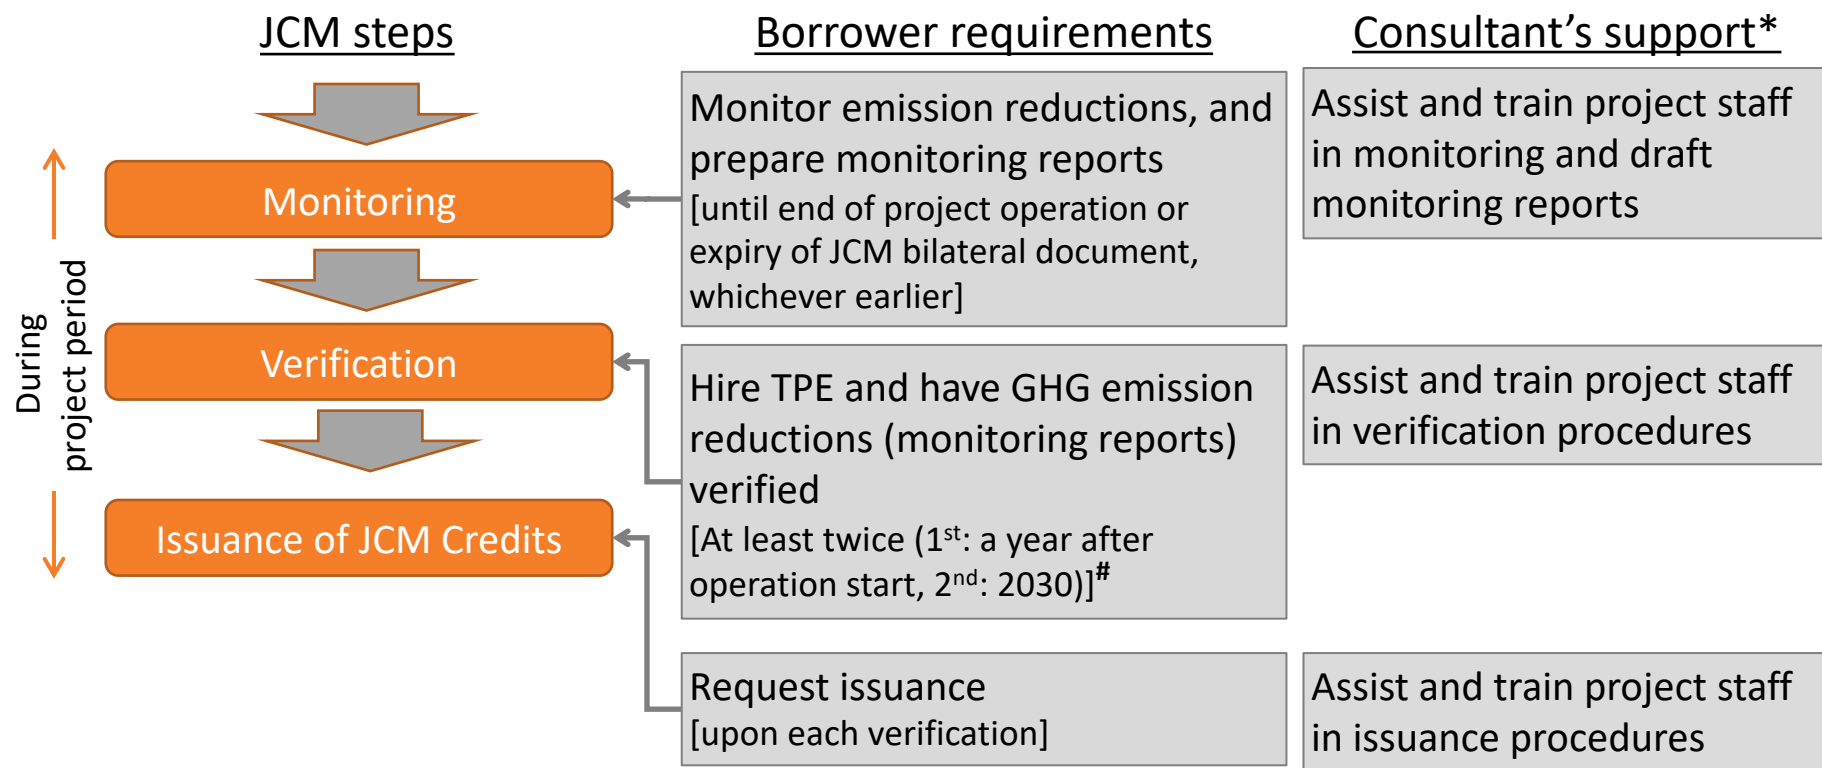 JCM steps
Borrower requirements
Consultant's support*
During
project period
Monitoring
Verification
Issuance of JCM Credits
Monitor emission reductions, and
prepare monitoring reports
[until end of project operation or
expiry of JCM bilateral document,
whichever earlier]
Hire TPE and have GHG emission
reductions (monitoring reports)
verified
[At least twice (1st: a year after
operation start, 2nd: 2030)]#
Request issuance
[upon each verification]
Assist and train project staff
in monitoring and draft
monitoring reports
Assist and train project staff
in verification procedures
Assist and train project staff
in issuance procedures